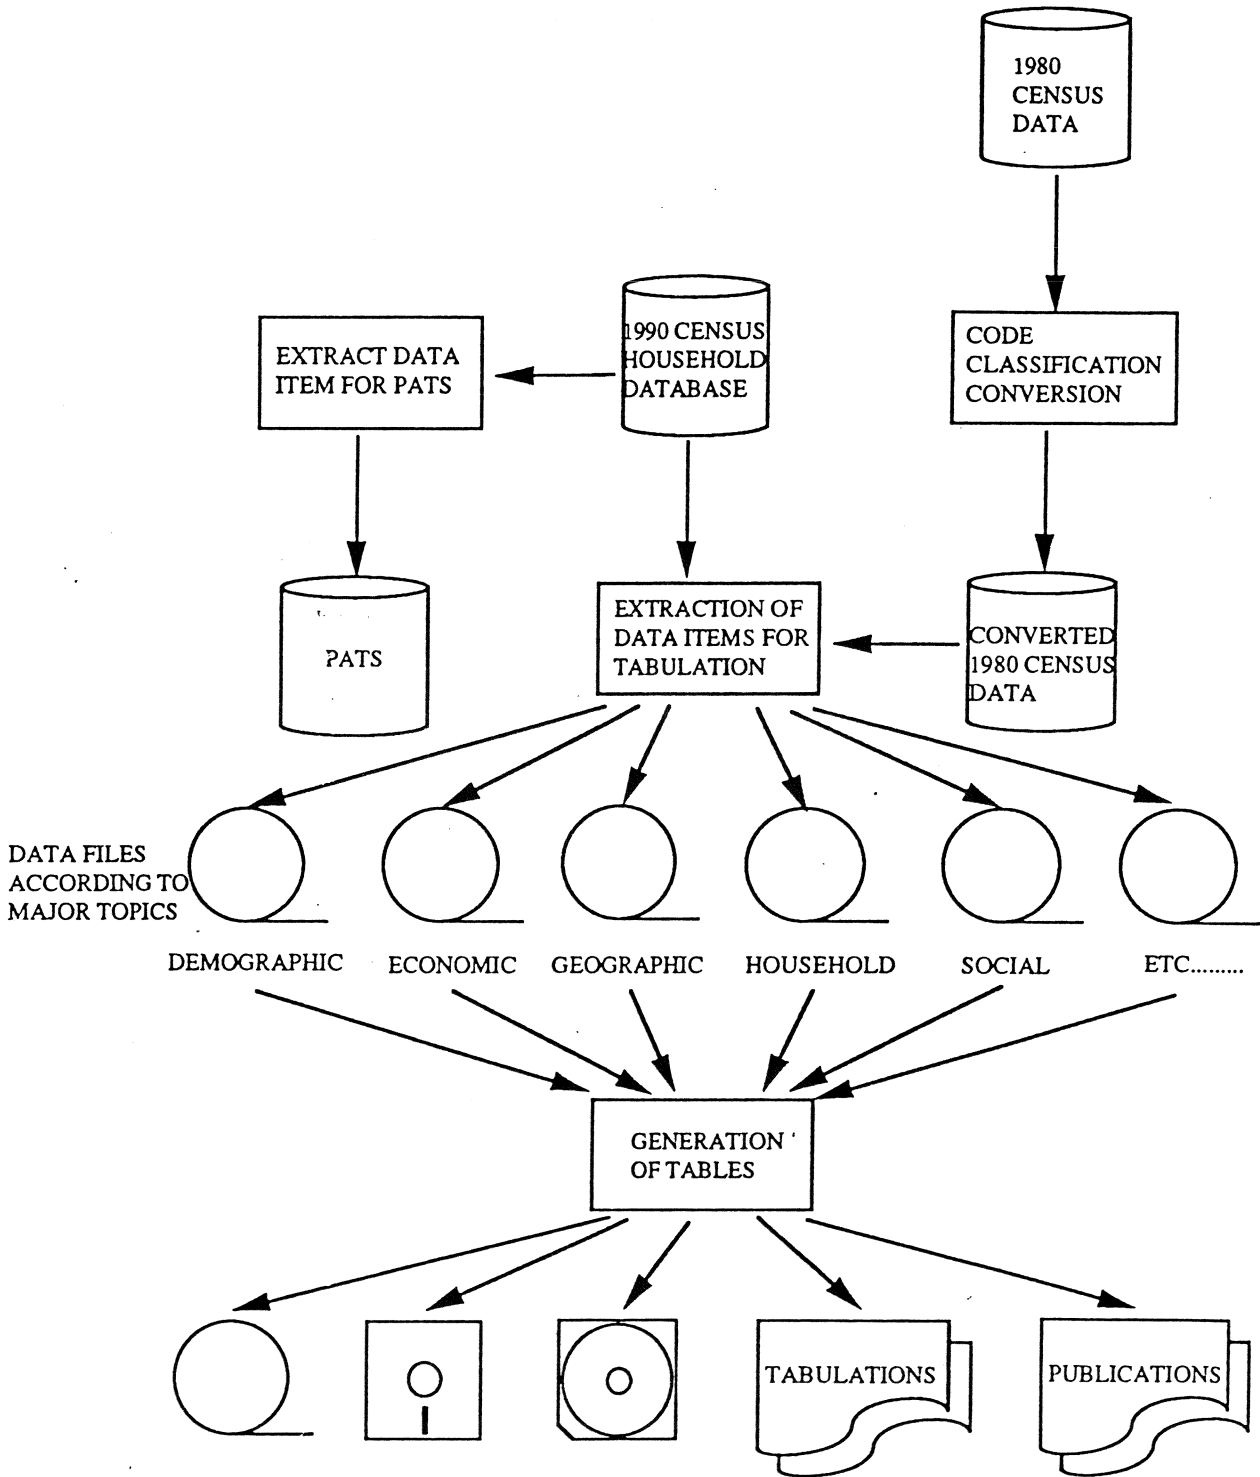 1980
CENSUS
DATA
1990 CENSUS
HOUSEHOLD
DATABASE
EXTRACT DATA
ITEM FOR PATS
CODE
CLASSIFICATION
CONVERSION
PATS
EXTRACTION OF
DATA ITEMS FOR
TABULATION
CONVERTED
1980 CENSUS
DATA
DATA FILES
ACCORDING TO
MAJOR TOPICS
DEMOGRAPHIC
ECONOMIC
GEOGRAPHIC
HOUSEHOLD
SOCIAL
ETC.........
GENERATION
OF TABLES
TABULATIONS
PUBLICATIONS